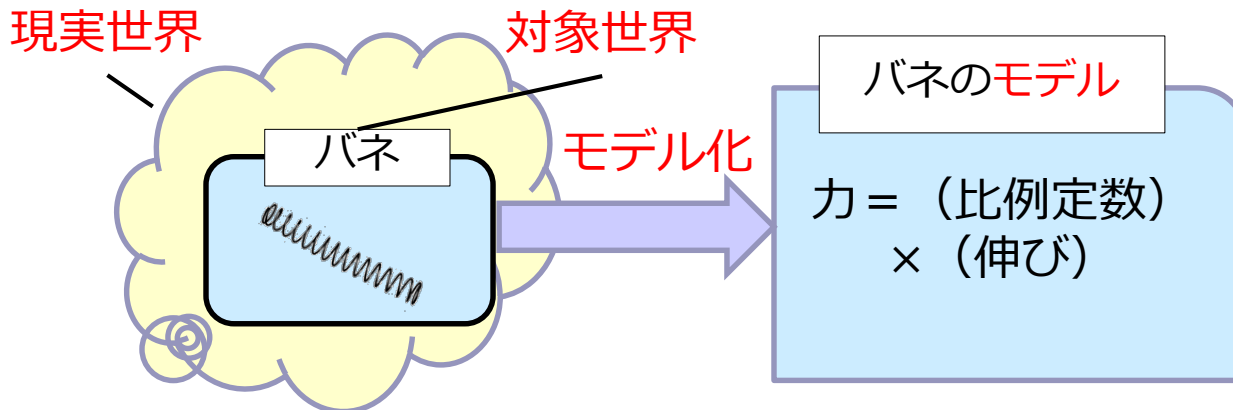 現実世界
対象世界
バネ
モデル化
バネのモデル
力＝（比例定数）
×（伸び）